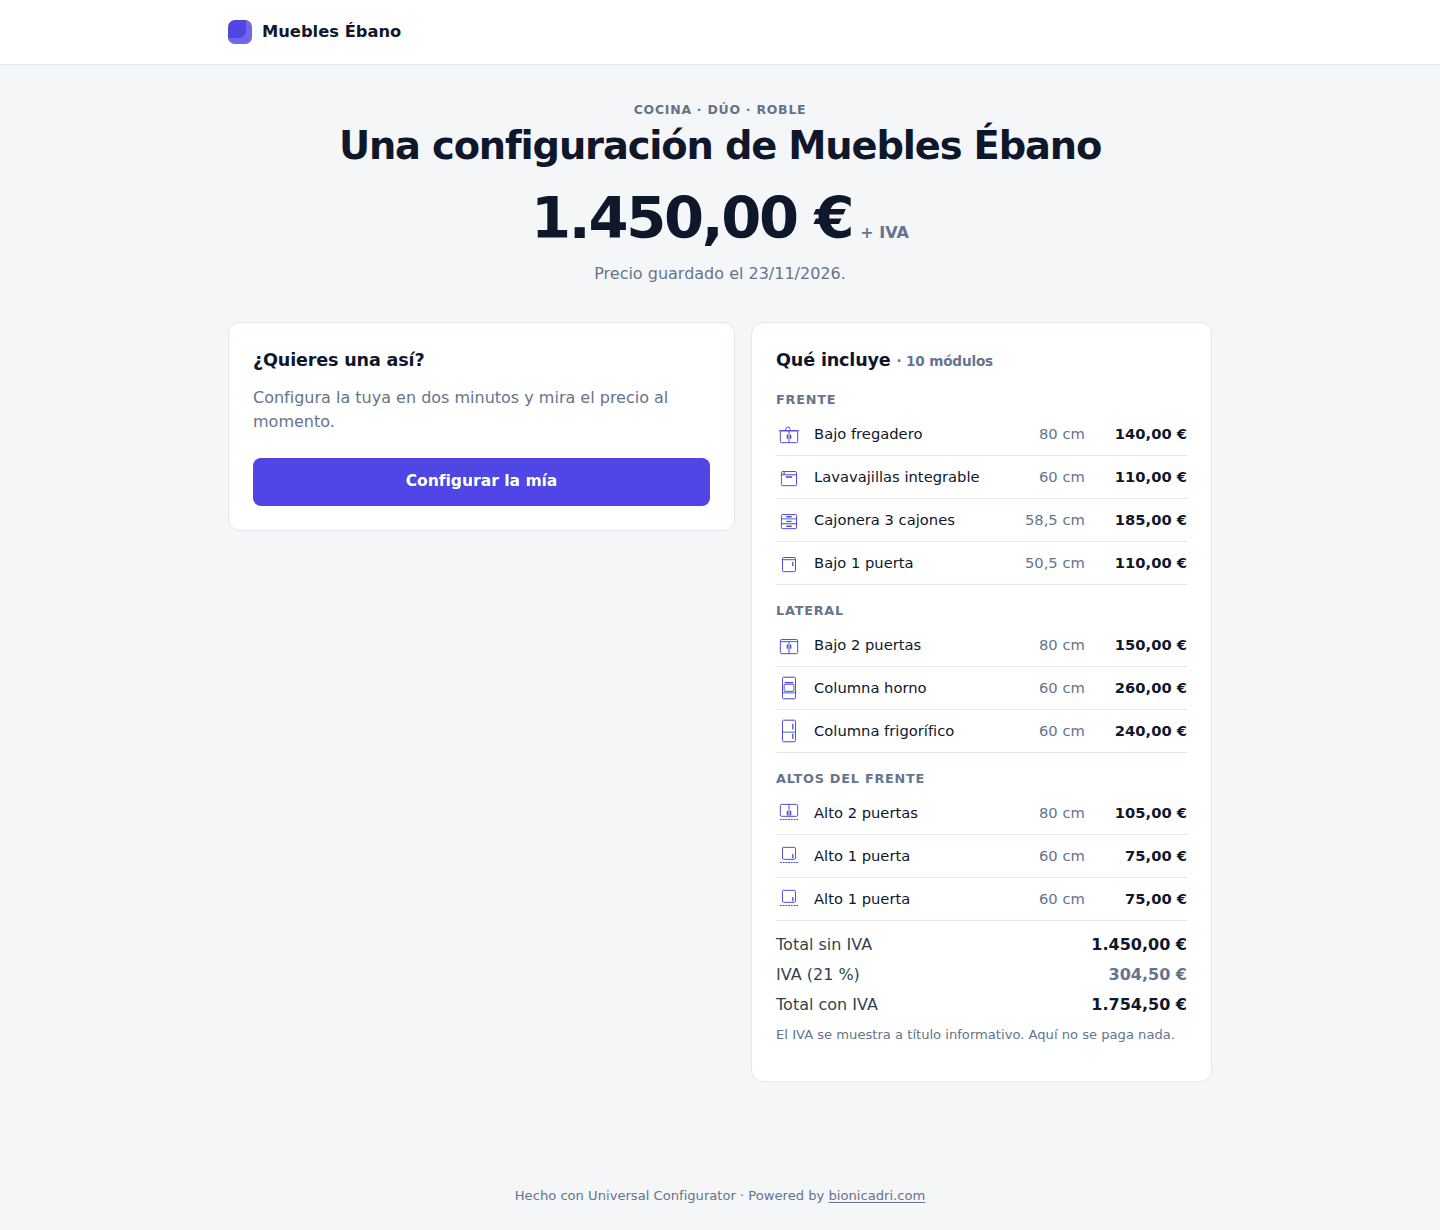 Muebles Ébano
COCINA · DÚO · ROBLE
Una configuración de Muebles Ébano
1.450,00 € + IVA
Precio guardado el 23/11/2026.
¿Quieres una así?
Configura la tuya en dos minutos y mira el precio al
momento.
Configurar la mía
Qué incluye · 10 módulos
FRENTE
Bajo fregadero 80 cm 140,00 €
Lavavajillas integrable 60 cm 110,00 €
Cajonera 3 cajones 58,5 cm 185,00 €
Bajo 1 puerta 50,5 cm 110,00 €
LATERAL
Bajo 2 puertas 80 cm 150,00 €
Columna horno 60 cm 260,00 €
Columna frigorífico 60 cm 240,00 €
ALTOS DEL FRENTE
Alto 2 puertas 80 cm 105,00 €
Alto 1 puerta 60 cm 75,00 €
Alto 1 puerta 60 cm 75,00 €
Total sin IVA 1.450,00 €
IVA (21 %) 304,50 €
Total con IVA 1.754,50 €
El IVA se muestra a título informativo. Aquí no se paga nada.
Hecho con Universal Configurator · Powered by bionicadri.com